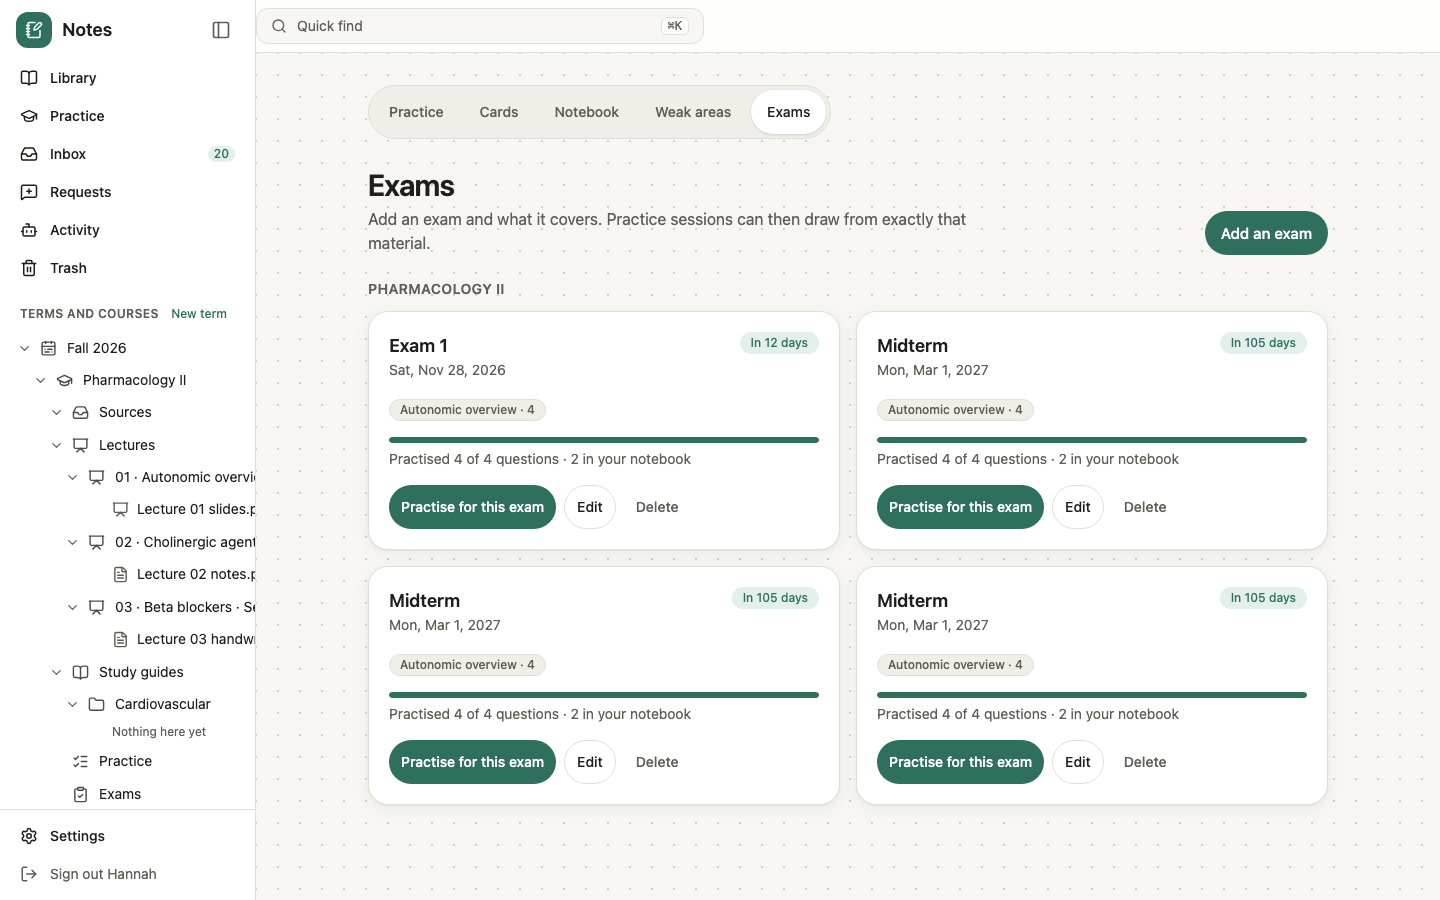 Notes
Quick find
⌘K
Library
Practice
Inbox
20
Requests
Activity
Trash
TERMS AND COURSES
New term
Fall 2026
Pharmacology II
Sources
Lectures
01 · Autonomic
Lecture 01 slides
02 · Cholinergic
Lecture 02 notes
03 · Beta blockers
Lecture 03
Study guides
Cardiovascular
Nothing here yet
Practice
Exams
Settings
Sign out Hannah
Practice
Cards
Notebook
Weak areas
Exams
Exams
Add an exam and what it covers. Practice sessions can then draw from exactly that
material.
Add an exam
PHARMACOLOGY II
Exam 1
In 12 days
Sat, Nov 28, 2026
Autonomic overview · 4
Practised 4 of 4 questions · 2 in your notebook
Practise for this exam
Edit
Delete
Midterm
In 105 days
Mon, Mar 1, 2027
Autonomic overview · 4
Practised 4 of 4 questions · 2 in your notebook
Practise for this exam
Edit
Delete
Midterm
In 105 days
Mon, Mar 1, 2027
Autonomic overview · 4
Practised 4 of 4 questions · 2 in your notebook
Practise for this exam
Edit
Delete
Midterm
In 105 days
Mon, Mar 1, 2027
Autonomic overview · 4
Practised 4 of 4 questions · 2 in your notebook
Practise for this exam
Edit
Delete